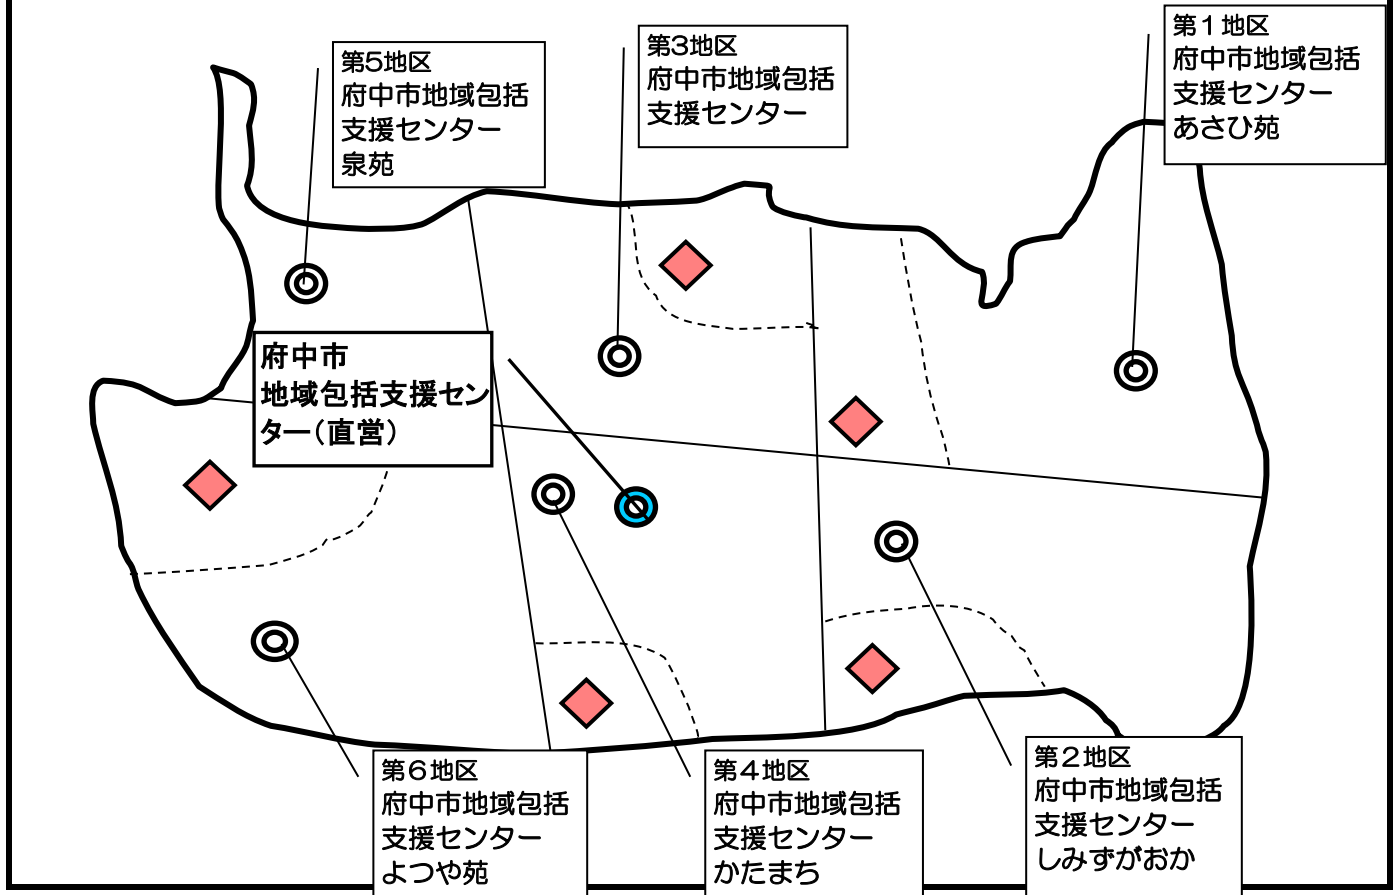 第5地区
府中市地域包括
支援センター
泉苑
第3地区
府中市地域包括
支援センター
第1地区
府中市地域包括
支援センター
あさひ苑
府中市
地域包括支援セン
ター(直営)
第6地区
府中市地域包括
支援センター
よつや苑
第4地区
府中市地域包括
支援センター
かたまち
第2地区
府中市地域包括
支援センター
しみずがおか